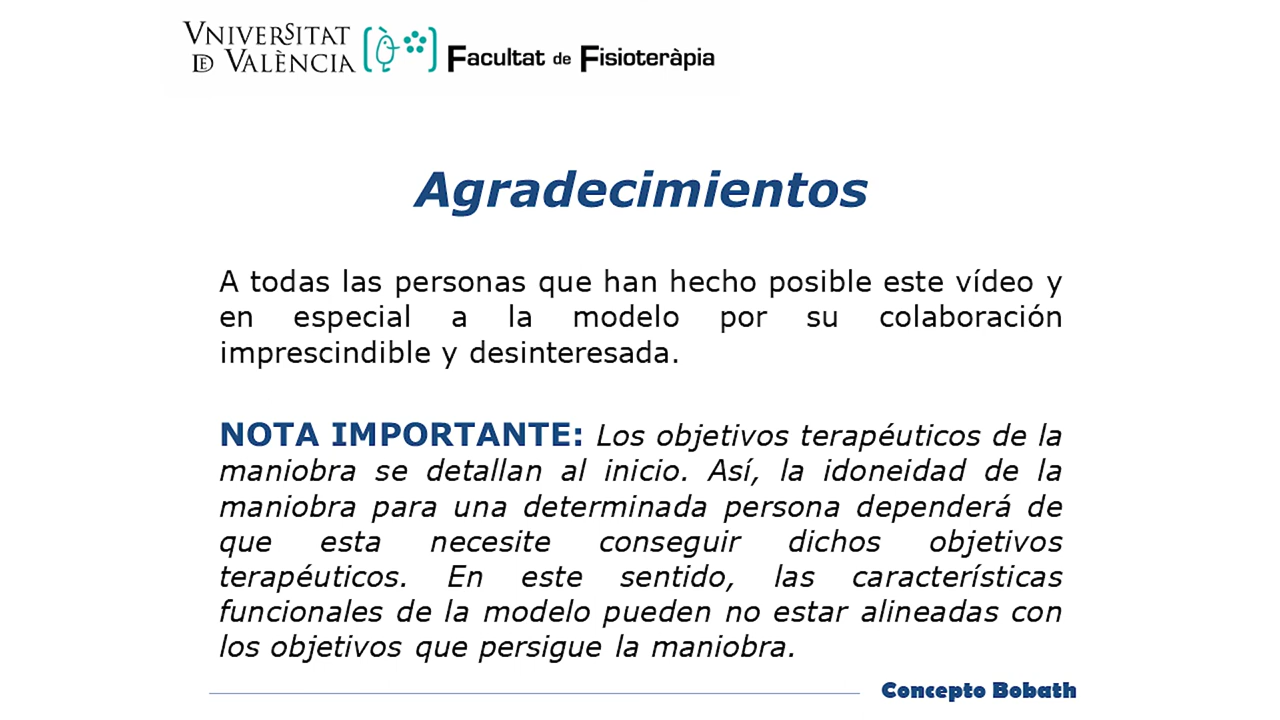 VNIVERSITAT
DE VALÈNCIA
Facultat de Fisioteràpia
Agradecimientos
A todas las personas que han hecho posible este vídeo y
en especial a la modelo por su colaboración
imprescindible y desinteresada.
NOTA IMPORTANTE: Los objetivos terapéuticos de la
maniobra se detallan al inicio. Así, la idoneidad de la
maniobra para una determinada persona dependerá de
que esta necesite conseguir dichos objetivos
terapéuticos. En este sentido, las características
funcionales de la modelo pueden no estar alineadas con
los objetivos que persigue la maniobra.
Concepto Bobath